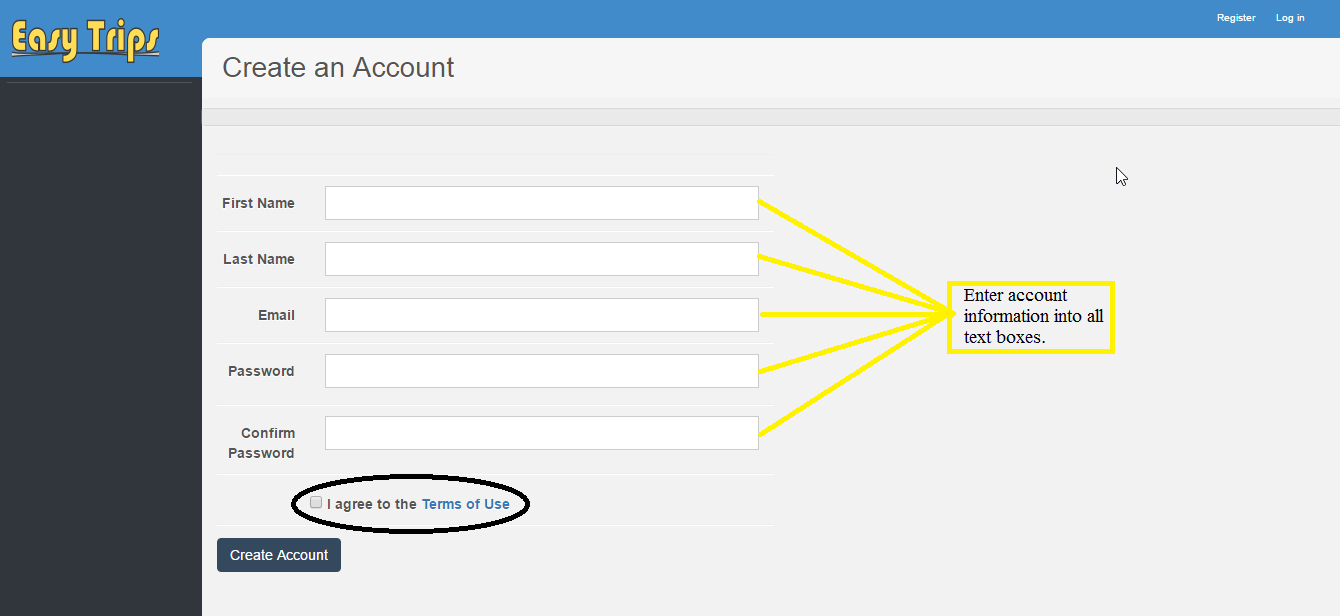 Easy Trips
Register Log in
Create an Account
First Name
Last Name
Email
Password
Confirm
Password
Enter account
information into all
text boxes.
I agree to the Terms of Use
Create Account